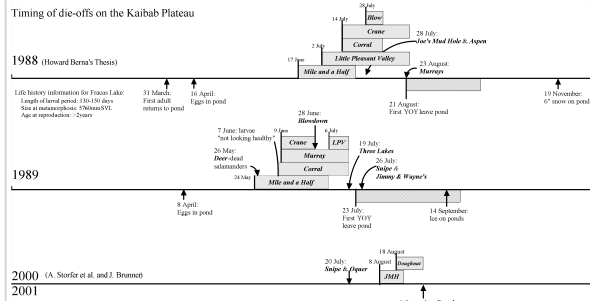 Timing of die-offs on the Kaibab Plateau
28 July
Blow
14 July
Crane
28 July:
Joe's Mud Hole & Aspen
Corral
2 July
Little Pleasant Valley
1988 (Howard Berna's Thesis)
17 June
Mile and a Half
23 August:
Murrays
Life history information for Fracas Lake:
Length of larval period: 130-150 days
Size at metamorphosis: 57
Age at reproduction: >2years
31 March:
First adult
returns to pond
16 April:
Eggs in pond
21 August:
First YOY leave pond
19 November:
6" snow on pond
28 June:
Blowdown
7 June: larvae
"not looking healthy"
9 June
Crane
6 July
LPV
Murray
Corral
26 May:
Deer-dead
salamanders
24 May
Mile and a Half
19 July:
Three Lakes
26 July:
Snipe &
Jimmy & Wayne's
1989
8 April:
Eggs in pond
23 July:
First YOY
leave pond
14 September:
Ice on ponds
18 August
Doughnut
20 July:
Snipe &
8 August
JMH
2000 (A. Storfer et al. and J. Brunner)
2001